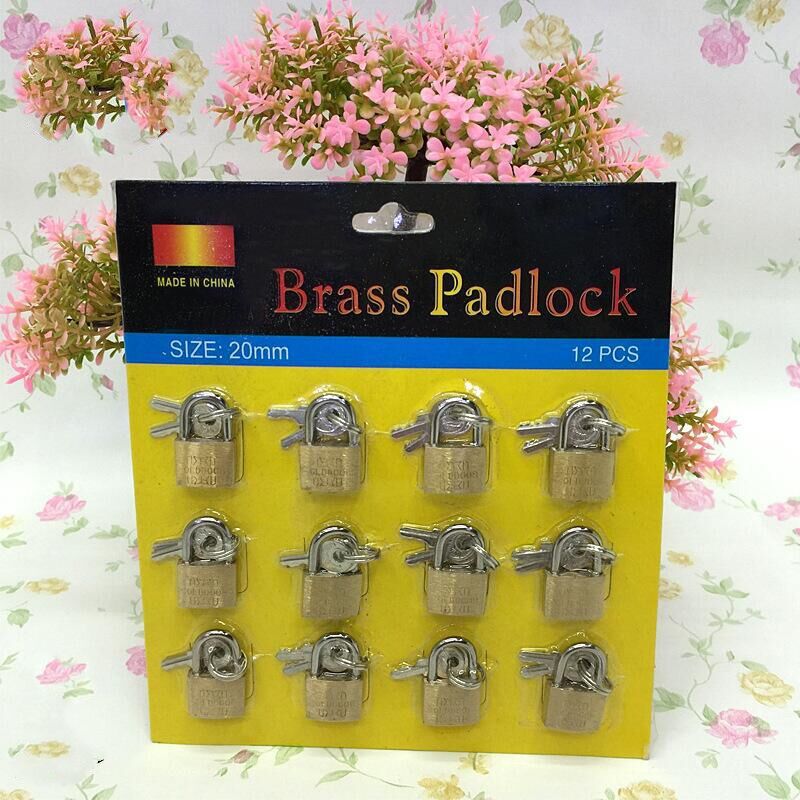 MADE IN CHINA
Brass Padlock
SIZE: 20mm
12 PCS